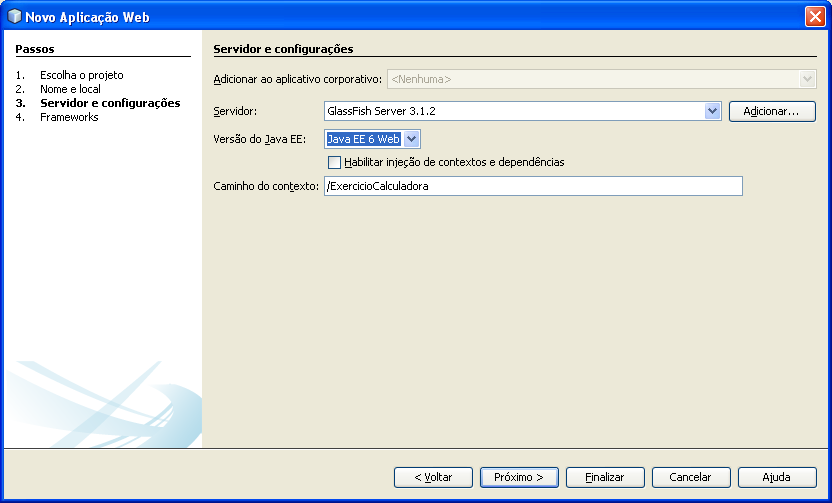 Novo Aplicação Web
Passos
1. Escolha o projeto
2. Nome e local
3. Servidor e configurações
4. Frameworks
Servidor e configurações
Adicionar ao aplicativo corporativo: <Nenhuma>
Servidor: GlassFish Server 3.1.2 Adicionar...
Versão do Java EE: Java EE 6 Web
Habilitar injeção de contextos e dependências
Caminho do contexto: /ExercicioCalculadora
< Voltar Próximo > Finalizar Cancelar Ajuda